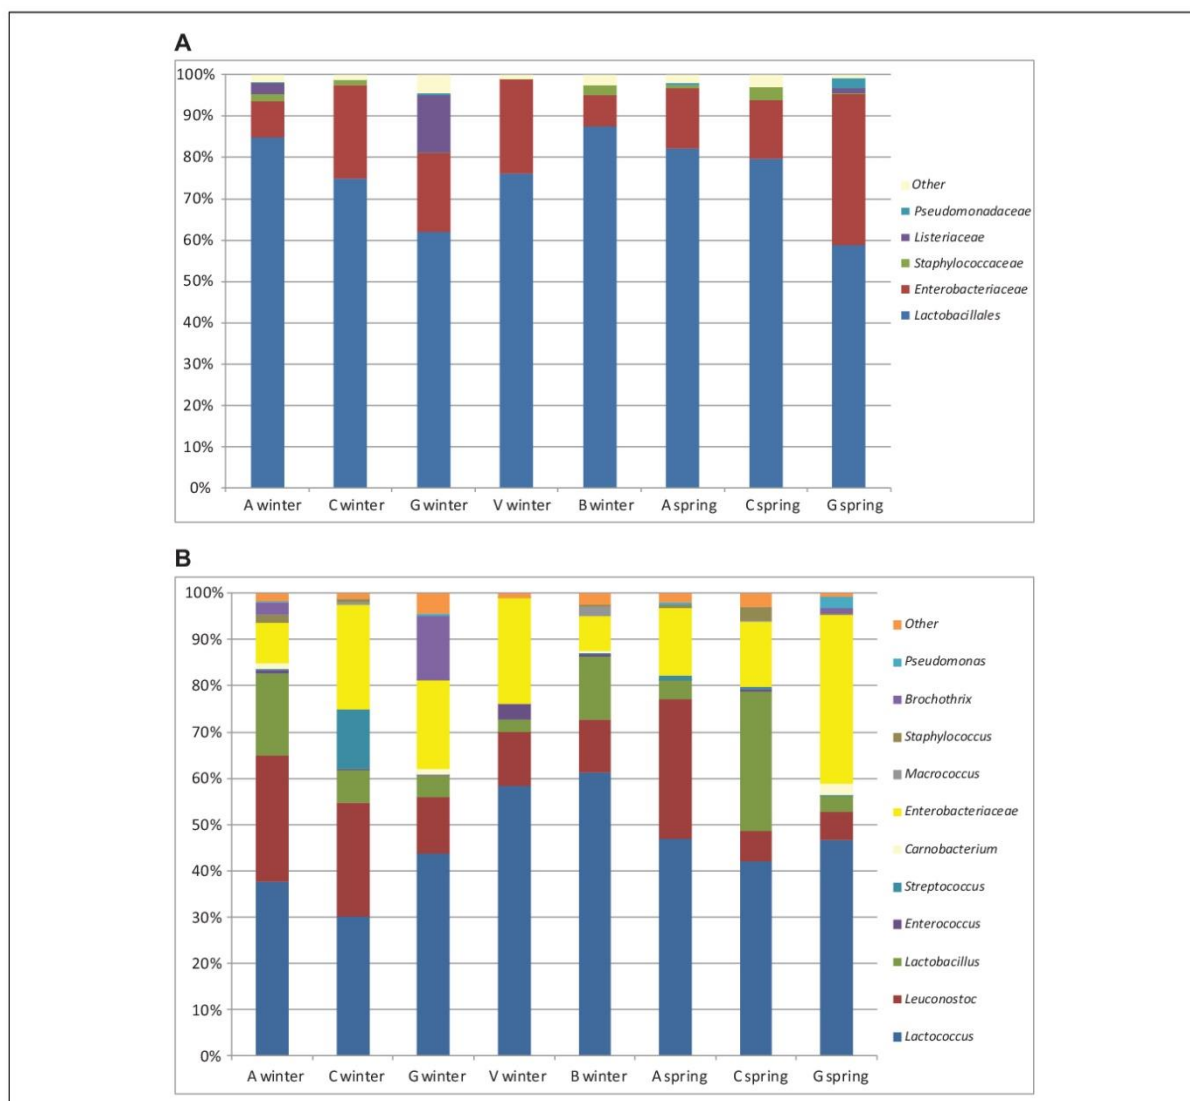 A
100%
90%
80%
70%
60%
50%
40%
30%
20%
10%
0%
A winter C winter G winter V winter B winter A spring C spring G spring
Other
Pseudomonadaceae
Listeriaceae
Staphylococcaceae
Enterobacteriaceae
Lactobacillales
B
100%
90%
80%
70%
60%
50%
40%
30%
20%
10%
0%
A winter C winter G winter V winter B winter A spring C spring G spring
Other
Pseudomonas
Brochothrix
Staphylococcus
Macrococcus
Enterobacteriaceae
Carnobacterium
Streptococcus
Enterococcus
Lactobacillus
Leuconostoc
Lactococcus